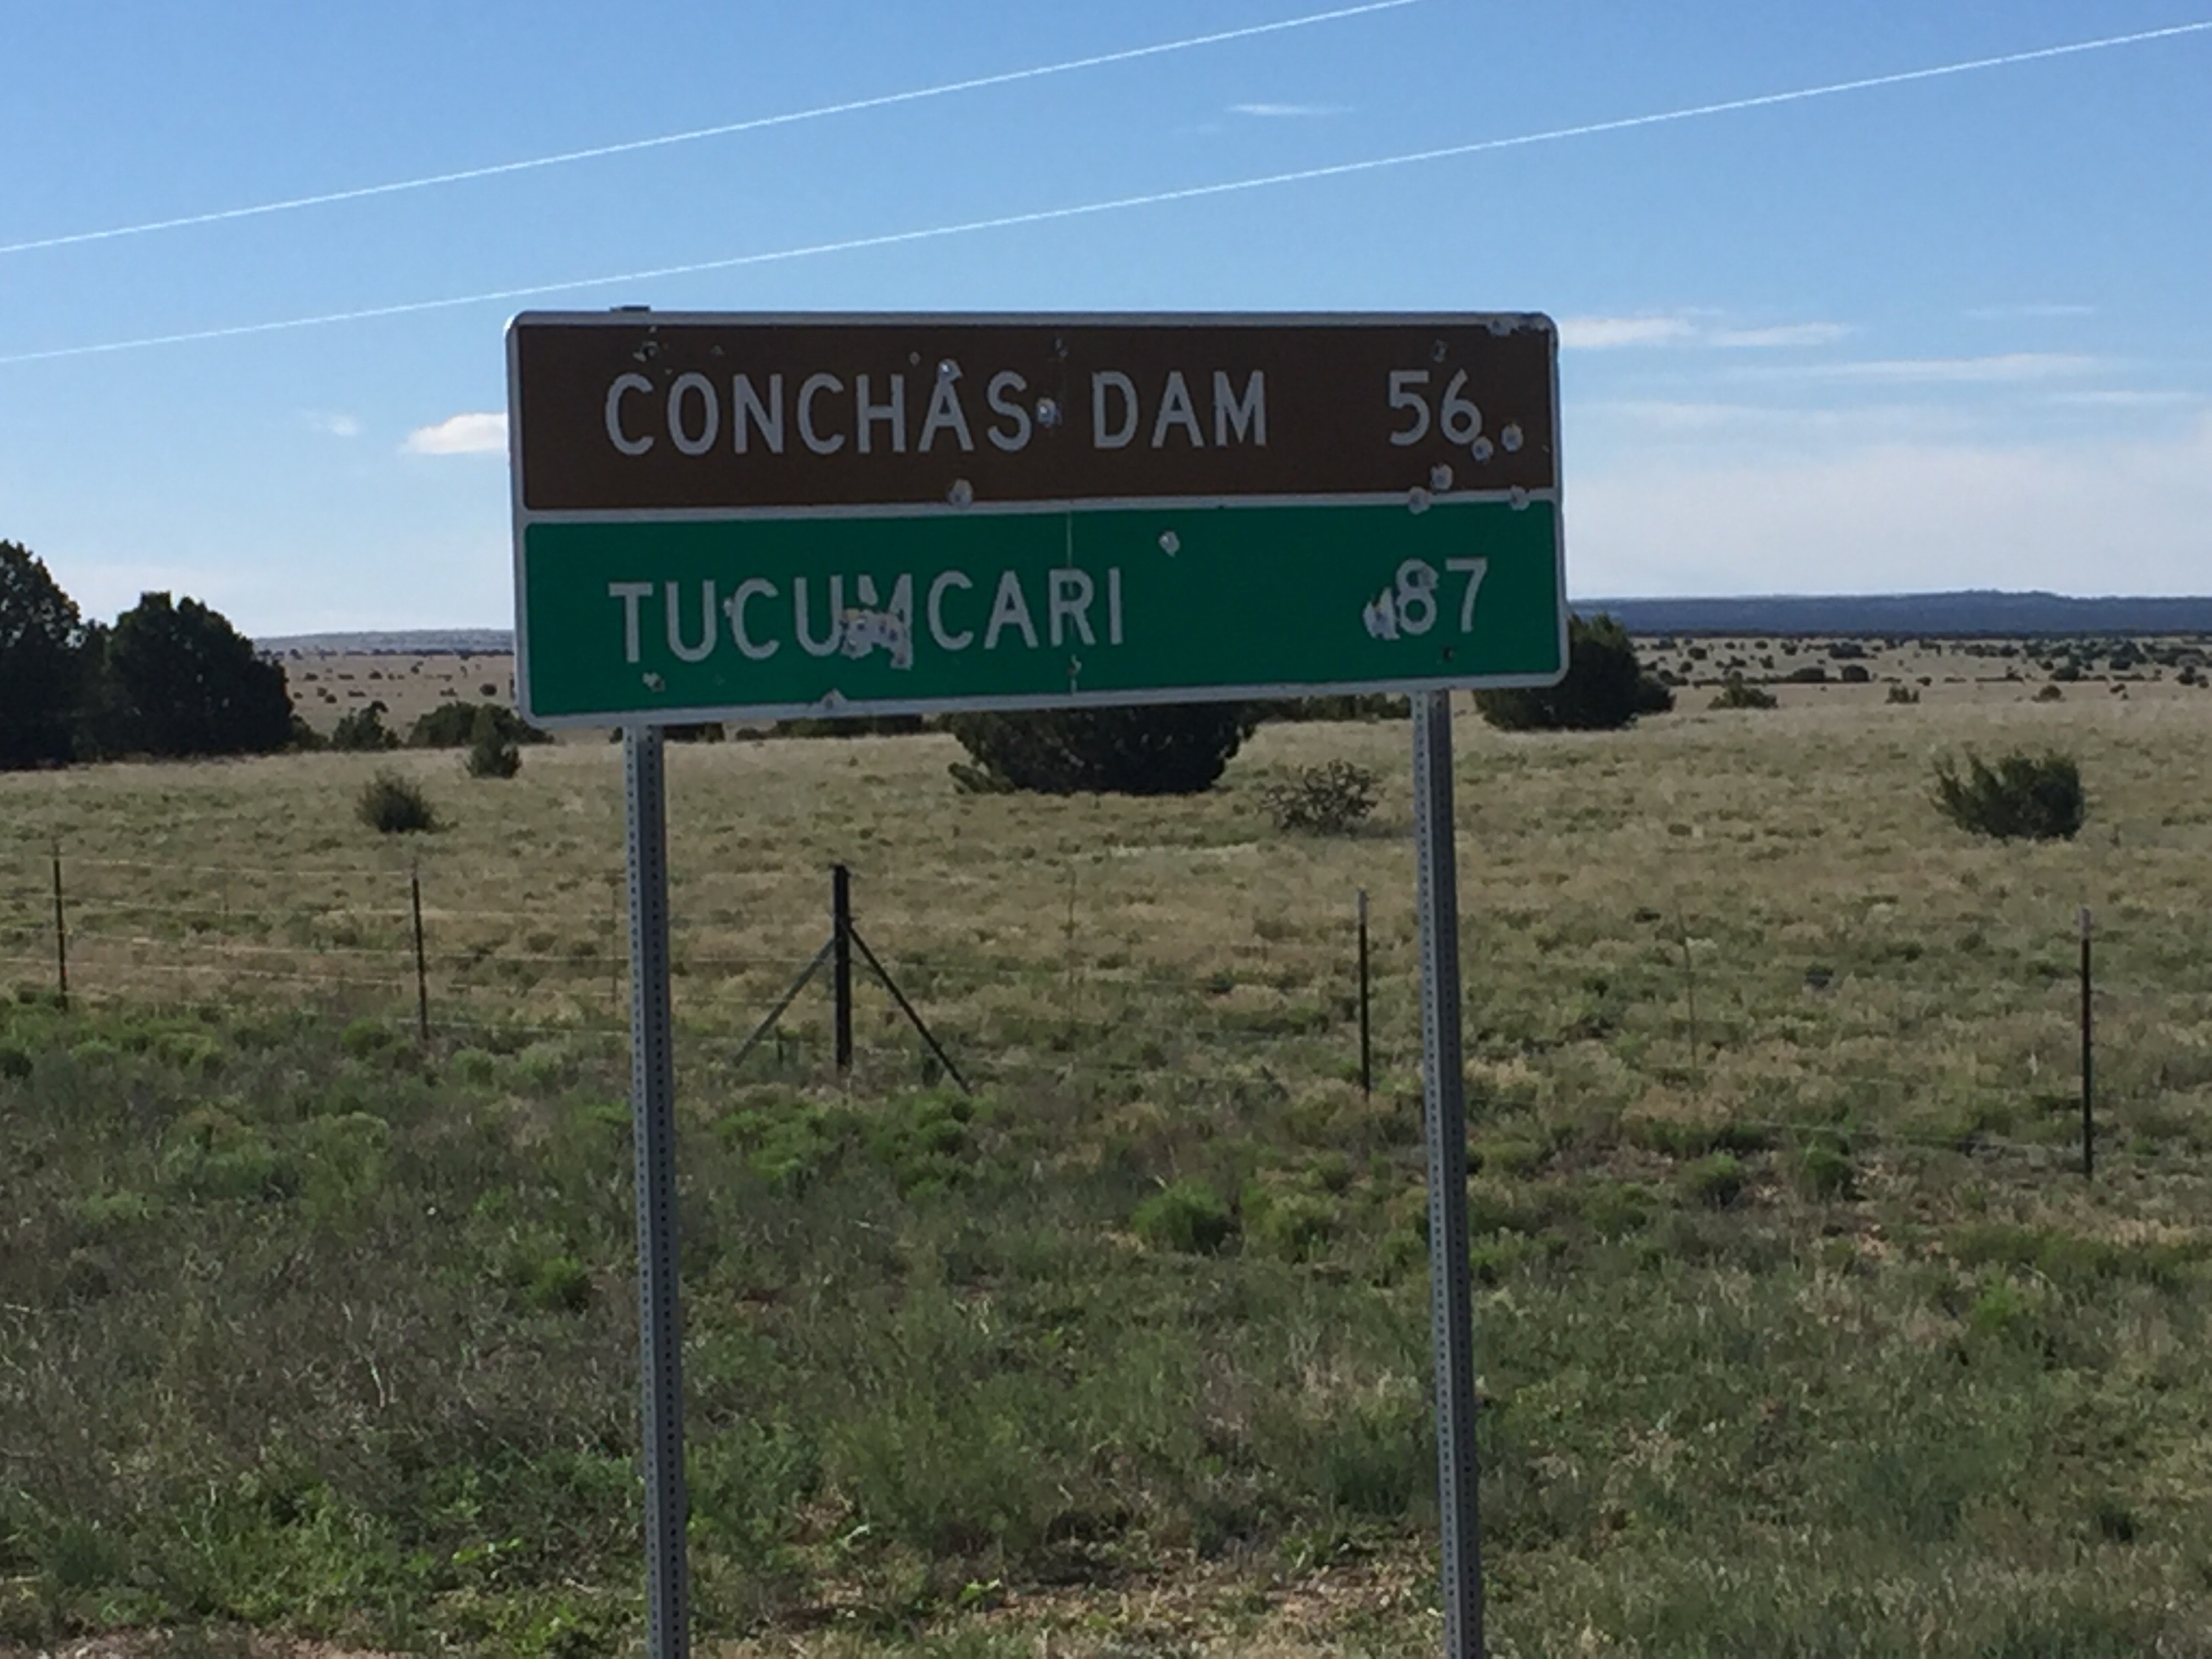 CONCHAS DAM 56
TUCUMCARI 87